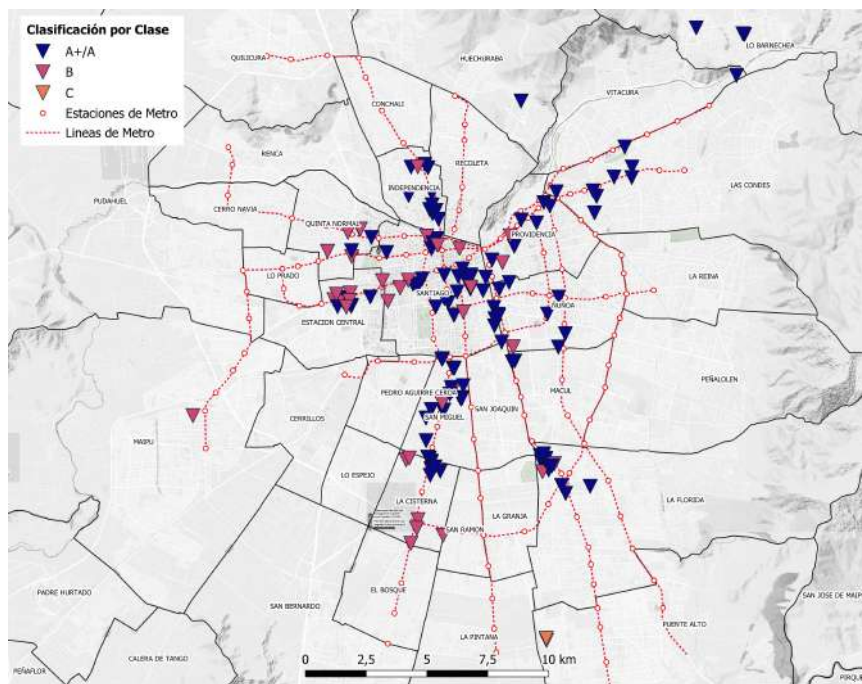 Clasificación por Clase
A+/A
B
C
Estaciones de Metro
Lineas de Metro
LO BARNECHEA
QUILICURA
HUECHURABA
VITACURA
CONCHALI
RENCA
RECOLETA
LAS CONDES
INDEPENDENCIA
PUDAHUEL
CERRO NAVIA
QUINTA NORMAL
PROVIDENCIA
LO PRADO
LA REINA
SANTIAGO
ÑUÑOA
ESTACION CENTRAL
PEÑALOLEN
PEDRO AGUIRRE CERDA
MACUL
CERRILLOS
SAN JOAQUIN
SAN MIGUEL
MAIPU
LO ESPEJO
LA CISTERNA
LA FLORIDA
LA GRANJA
SAN RAMON
EL BOSQUE
PADRE HURTADO
SAN BERNARDO
SAN JOSE DE MAIP
PUENTE ALTO
LA PINTANA
CALERA DE TANGO
PEÑAFLOR
PIRQUE
0 2,5 5 7,5 10 km